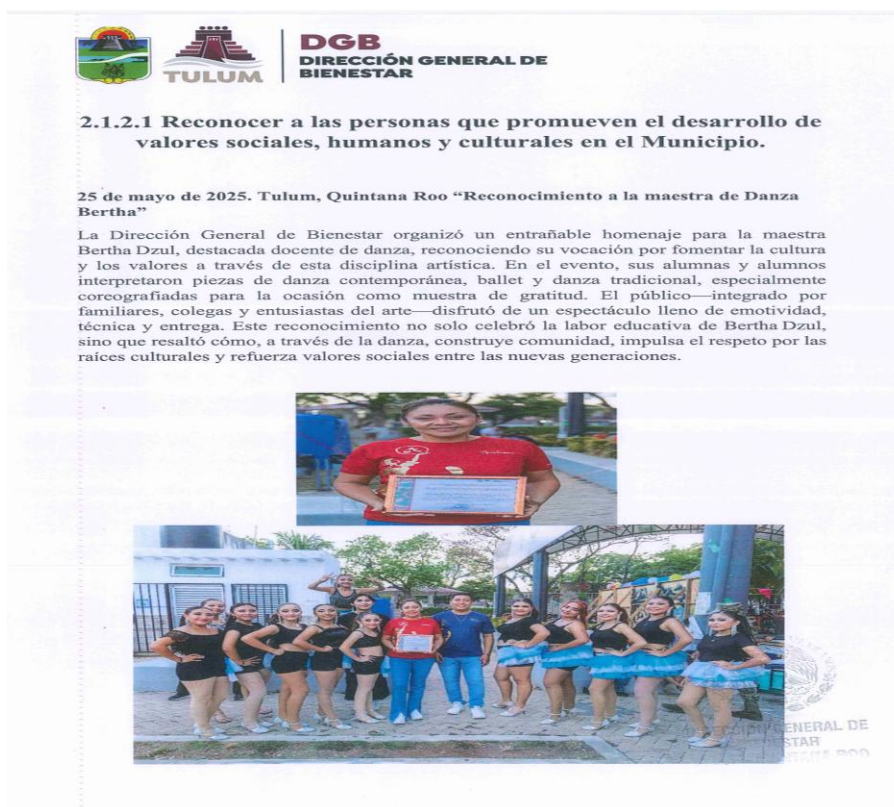 TULUM
DGB
DIRECCIÓN GENERAL DE
BIENESTAR
2.1.2.1 Reconocer a las personas que promueven el desarrollo de
valores sociales, humanos y culturales en el Municipio.
25 de mayo de 2025. Tulum, Quintana Roo “Reconocimiento a la maestra de Danza
Bertha”
La Dirección General de Bienestar organizó un entrañable homenaje para la maestra
Bertha Dzul, destacada docente de danza, reconociendo su vocación por fomentar la cultura
y los valores a través de esta disciplina artística. En el evento, sus alumnas y alumnos
interpretaron piezas de danza contemporánea, ballet y danza tradicional, especialmente
coreografiadas para la ocasión como muestra de gratitud. El público—integrado por
familiares, colegas y entusiastas del arte—disfrutó de un espectáculo lleno de emotividad,
técnica y entrega. Este reconocimiento no solo celebró la labor educativa de Bertha Dzul,
sino que resaltó cómo, a través de la danza, construye comunidad, impulsa el respeto por las
raíces culturales y refuerza valores sociales entre las nuevas generaciones.
GENERAL DE